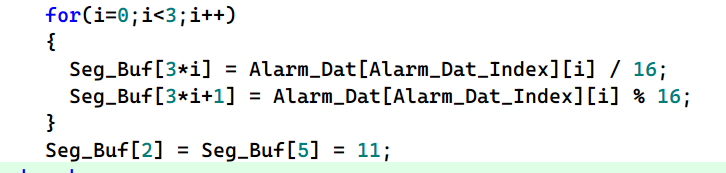 for(i=0;i<3;i++)
{
Seg_Buf[3*i] = Alarm_Dat[Alarm_Dat_Index][i] / 16;
Seg_Buf[3*i+1] = Alarm_Dat[Alarm_Dat_Index][i] % 16;
}
Seg_Buf[2] = Seg_Buf[5] = 11;